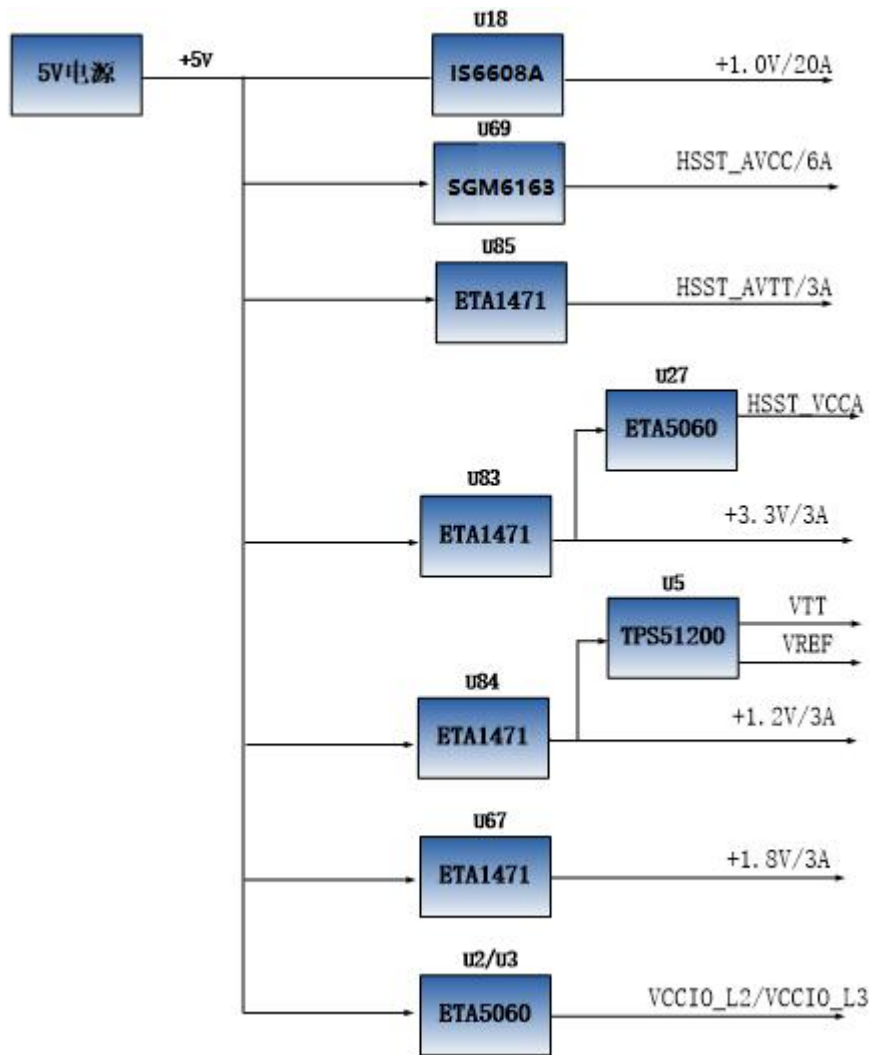 U18
5V电源
+5V
IS6608A
+1.0V/20A
U69
SGM6163
HSST_AVCC/6A
U85
ETA1471
HSST_AVTT/3A
U27
ETA5060
HSST_VCCA
U83
ETA1471
+3.3V/3A
U5
TPS51200
VTT
VREF
U84
ETA1471
+1.2V/3A
U67
ETA1471
+1.8V/3A
U2/U3
ETA5060
VCCIO_L2/VCCIO_L3